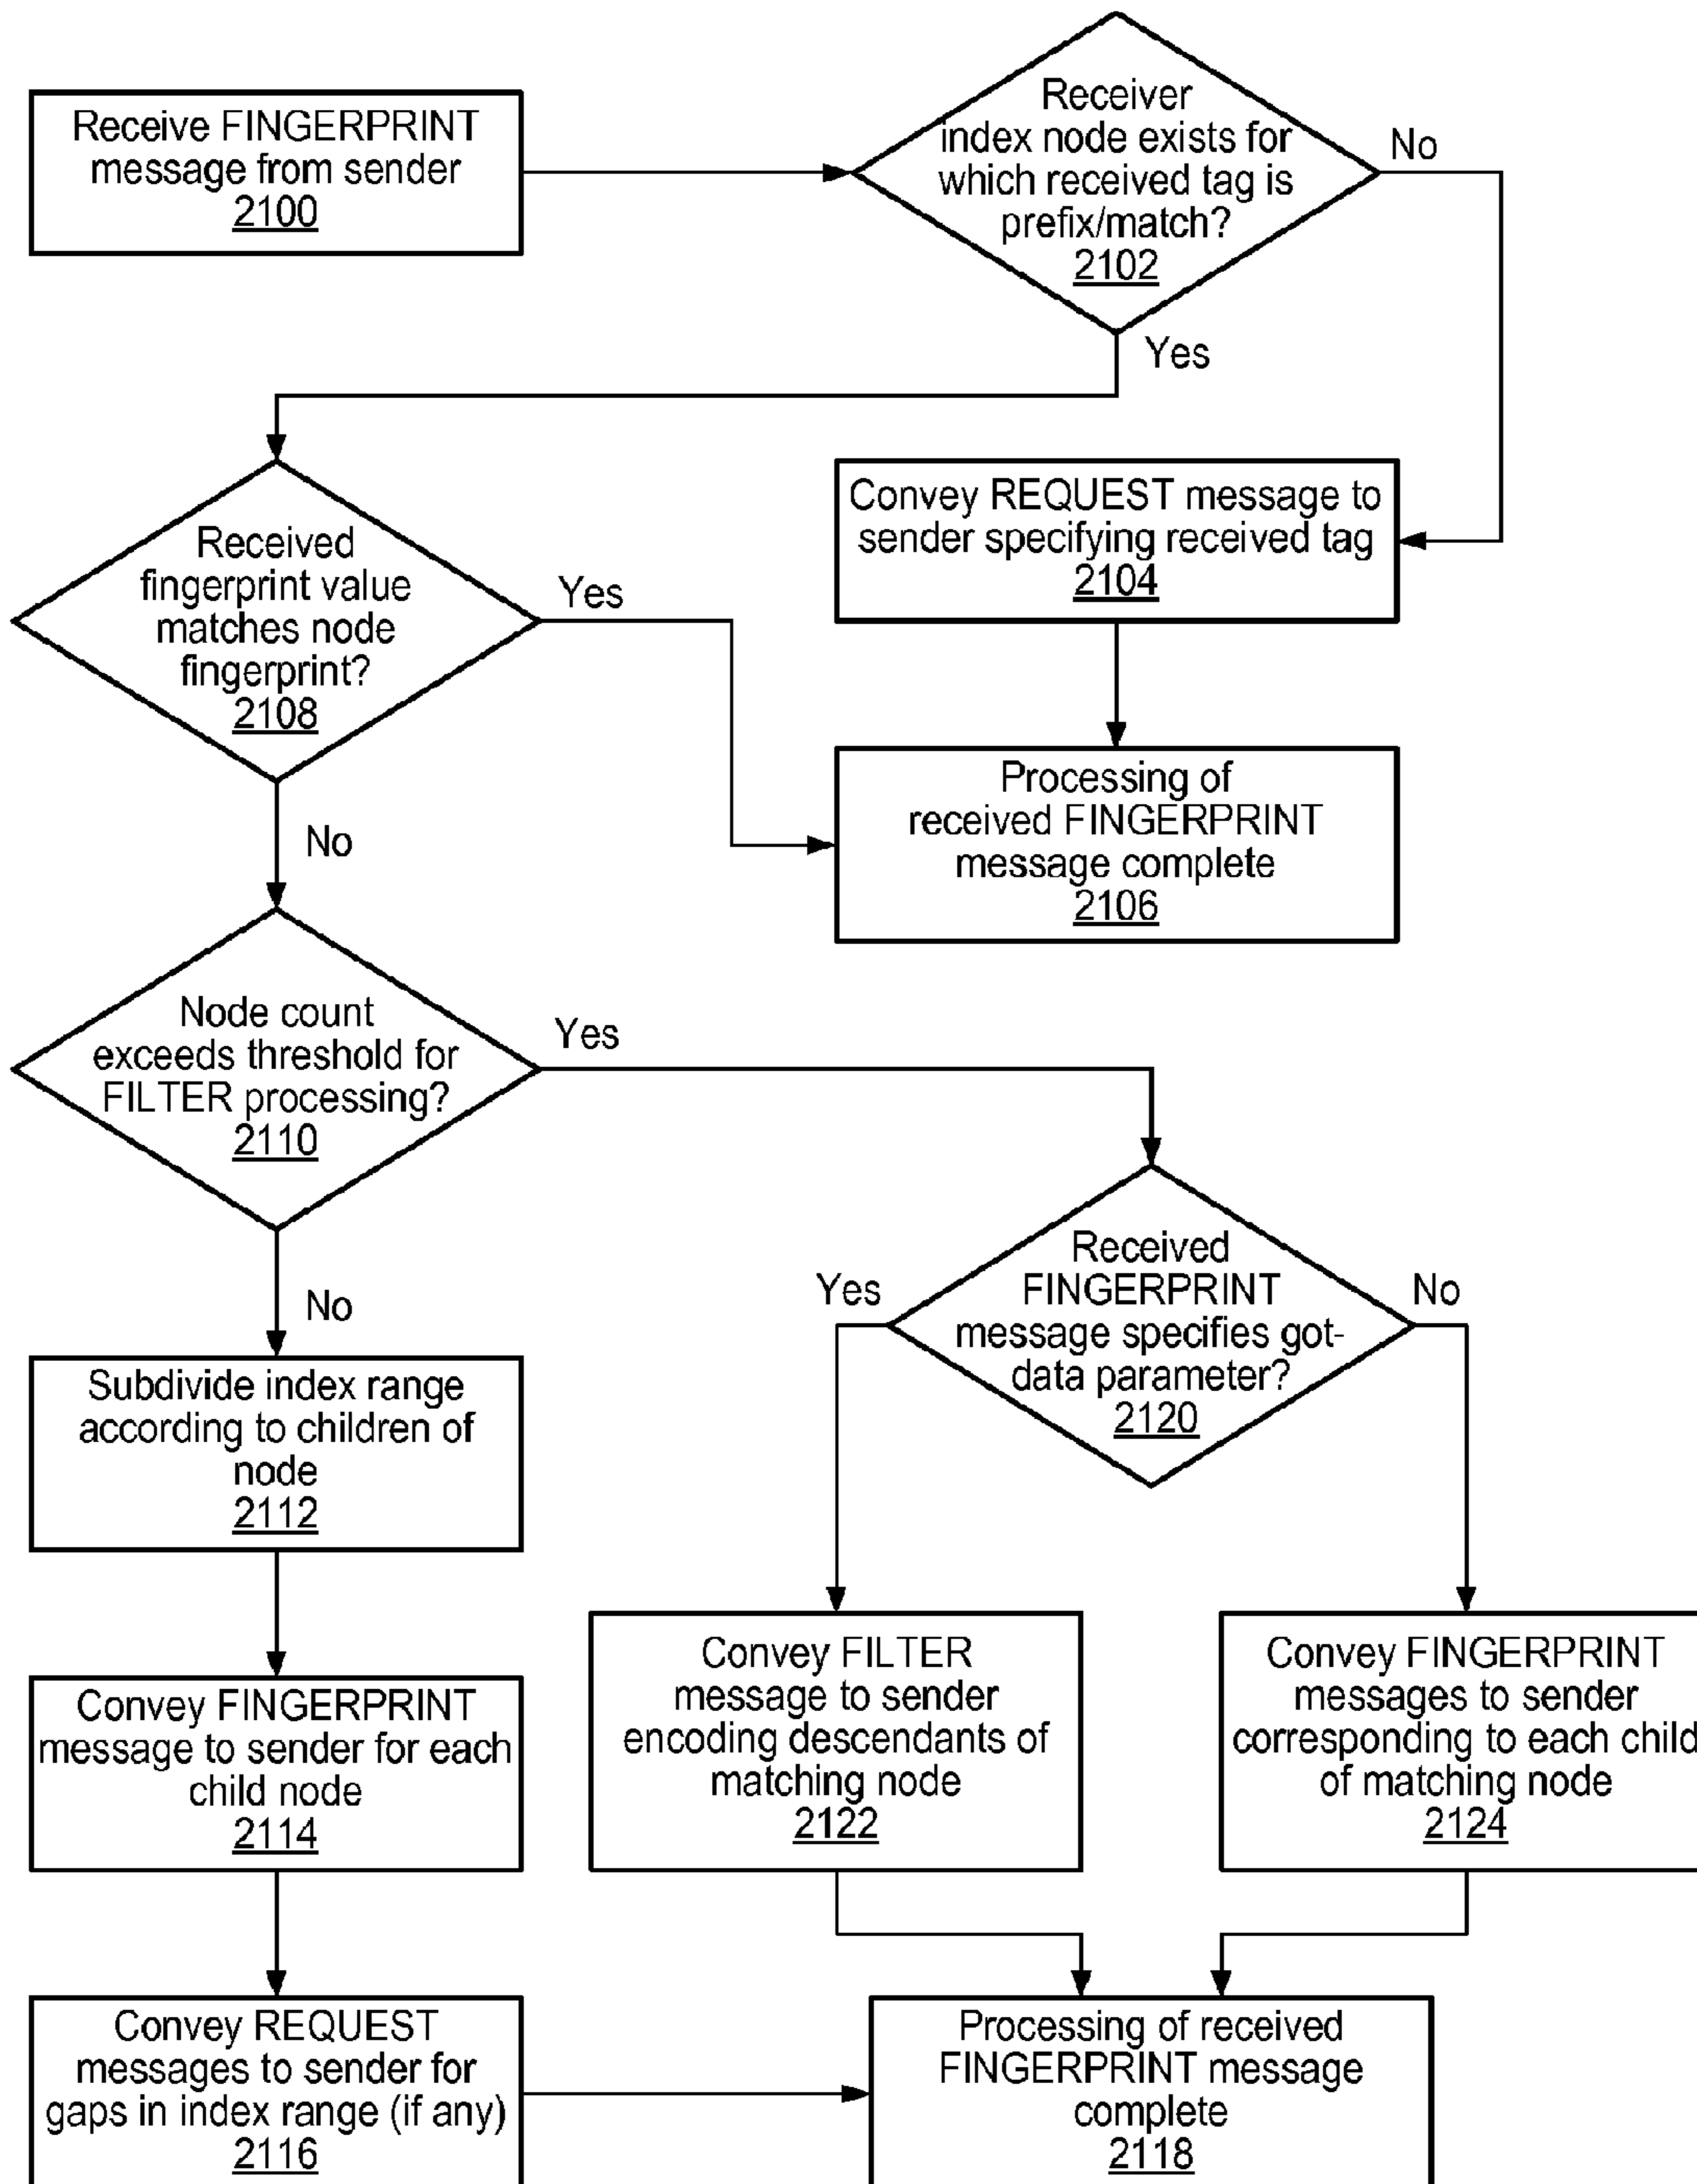 Receive FINGERPRINT
message from sender
2100
Receiver
index node exists for
which received tag is
prefix/match?
2102
No
Yes
Convey REQUEST message to
sender specifying received tag
2104
Received
fingerprint value
matches node
fingerprint?
2108
Yes
No
Processing of
received FINGERPRINT
message complete
2106
Node count
exceeds threshold for
FILTER processing?
2110
Yes
No
Received
FINGERPRINT
message specifies got-
data parameter?
2120
Yes
No
Subdivide index range
according to children of
node
2112
Convey FINGERPRINT
message to sender for each
child node
2114
Convey FILTER
message to sender
encoding descendants of
matching node
2122
Convey FINGERPRINT
messages to sender
corresponding to each child
of matching node
2124
Convey REQUEST
messages to sender for
gaps in index range (if any)
2116
Processing of received
FINGERPRINT message
complete
2118